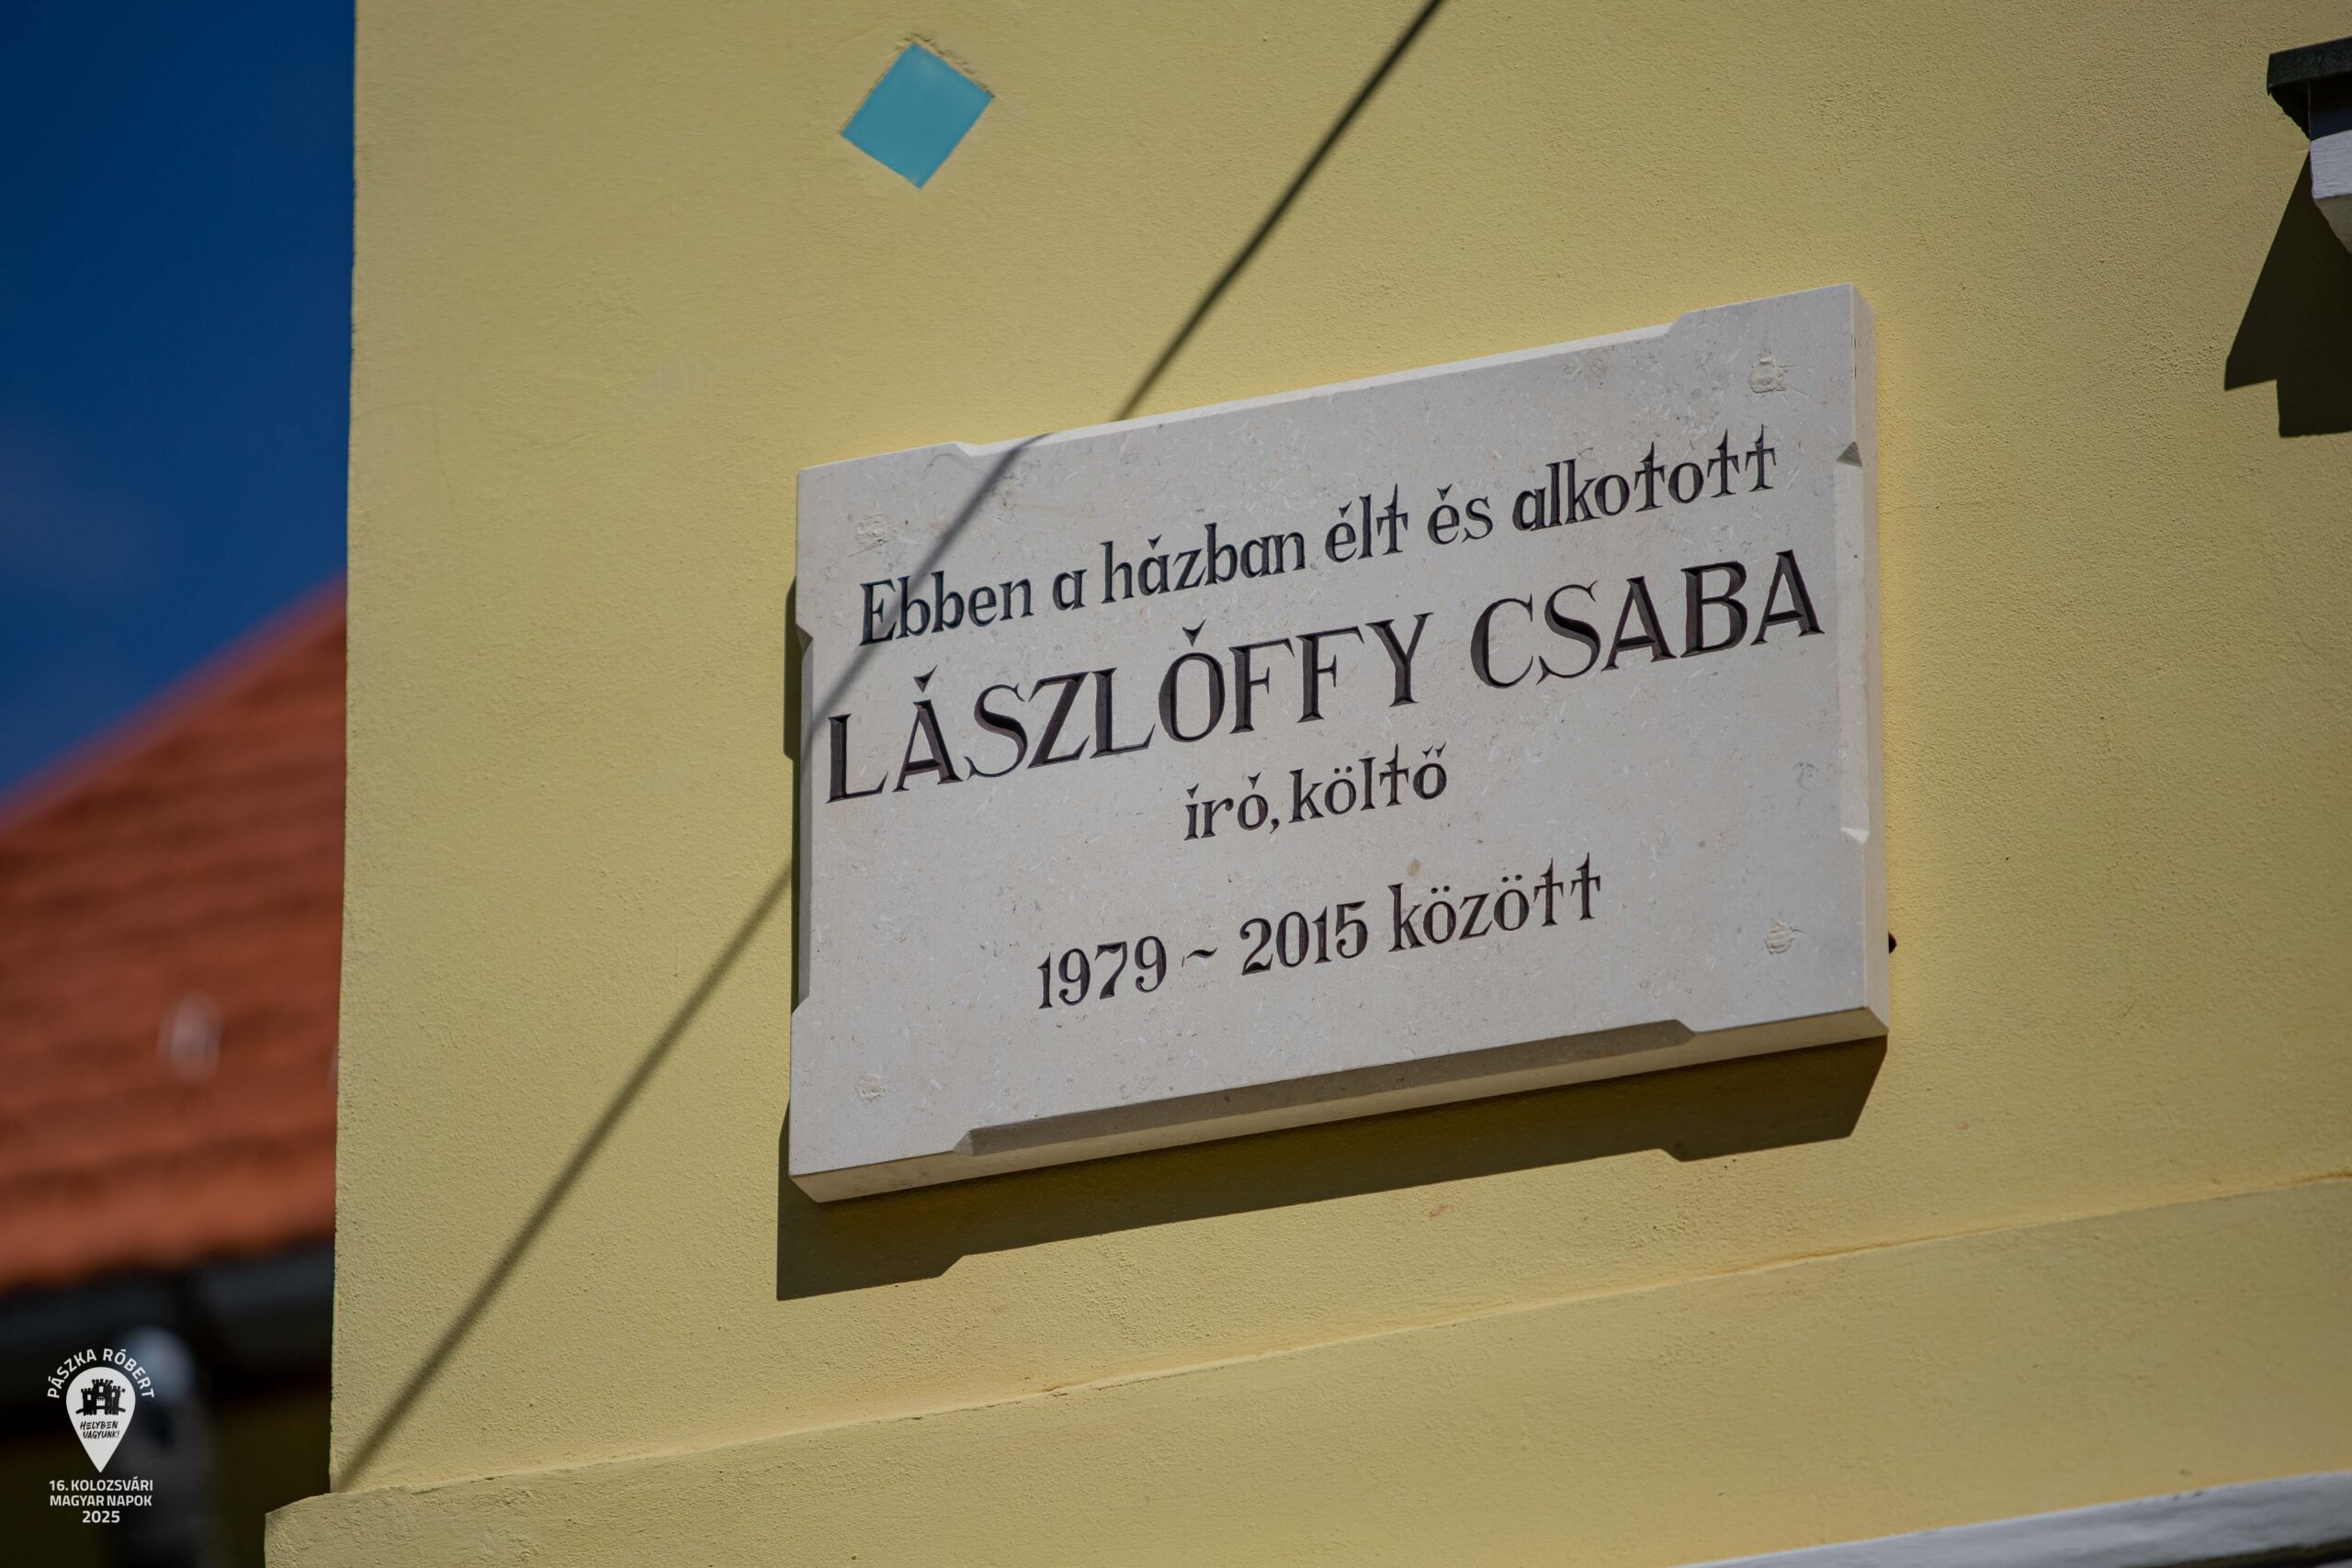 Ebben a házban élt és alkotott
LÁSZLÓFFY CSABA
író, költő
1979 ~ 2015 között
PÁSZKA RÓBERT
HELYBEN
VAGYUNK!
16. KOLOZSVÁRI
MAGYAR NAPOK
2025